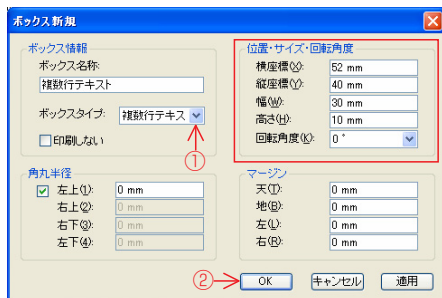 ボックス新規
ボックス情報
ボックス名称:
複数行テキスト
ボックスタイプ: 複数行テキス
①
印刷しない
位置・サイズ・回転角度
横座標(X): 52 mm
縦座標(Y): 40 mm
幅(W): 30 mm
高さ(H): 10 mm
回転角度(K): 0 °
角丸半径
左上(1): 0 mm
右上(2): 0 mm
右下(3): 0 mm
左下(4): 0 mm
マージン
天(T): 0 mm
地(B): 0 mm
左(L): 0 mm
右(R): 0 mm
② OK キャンセル 適用